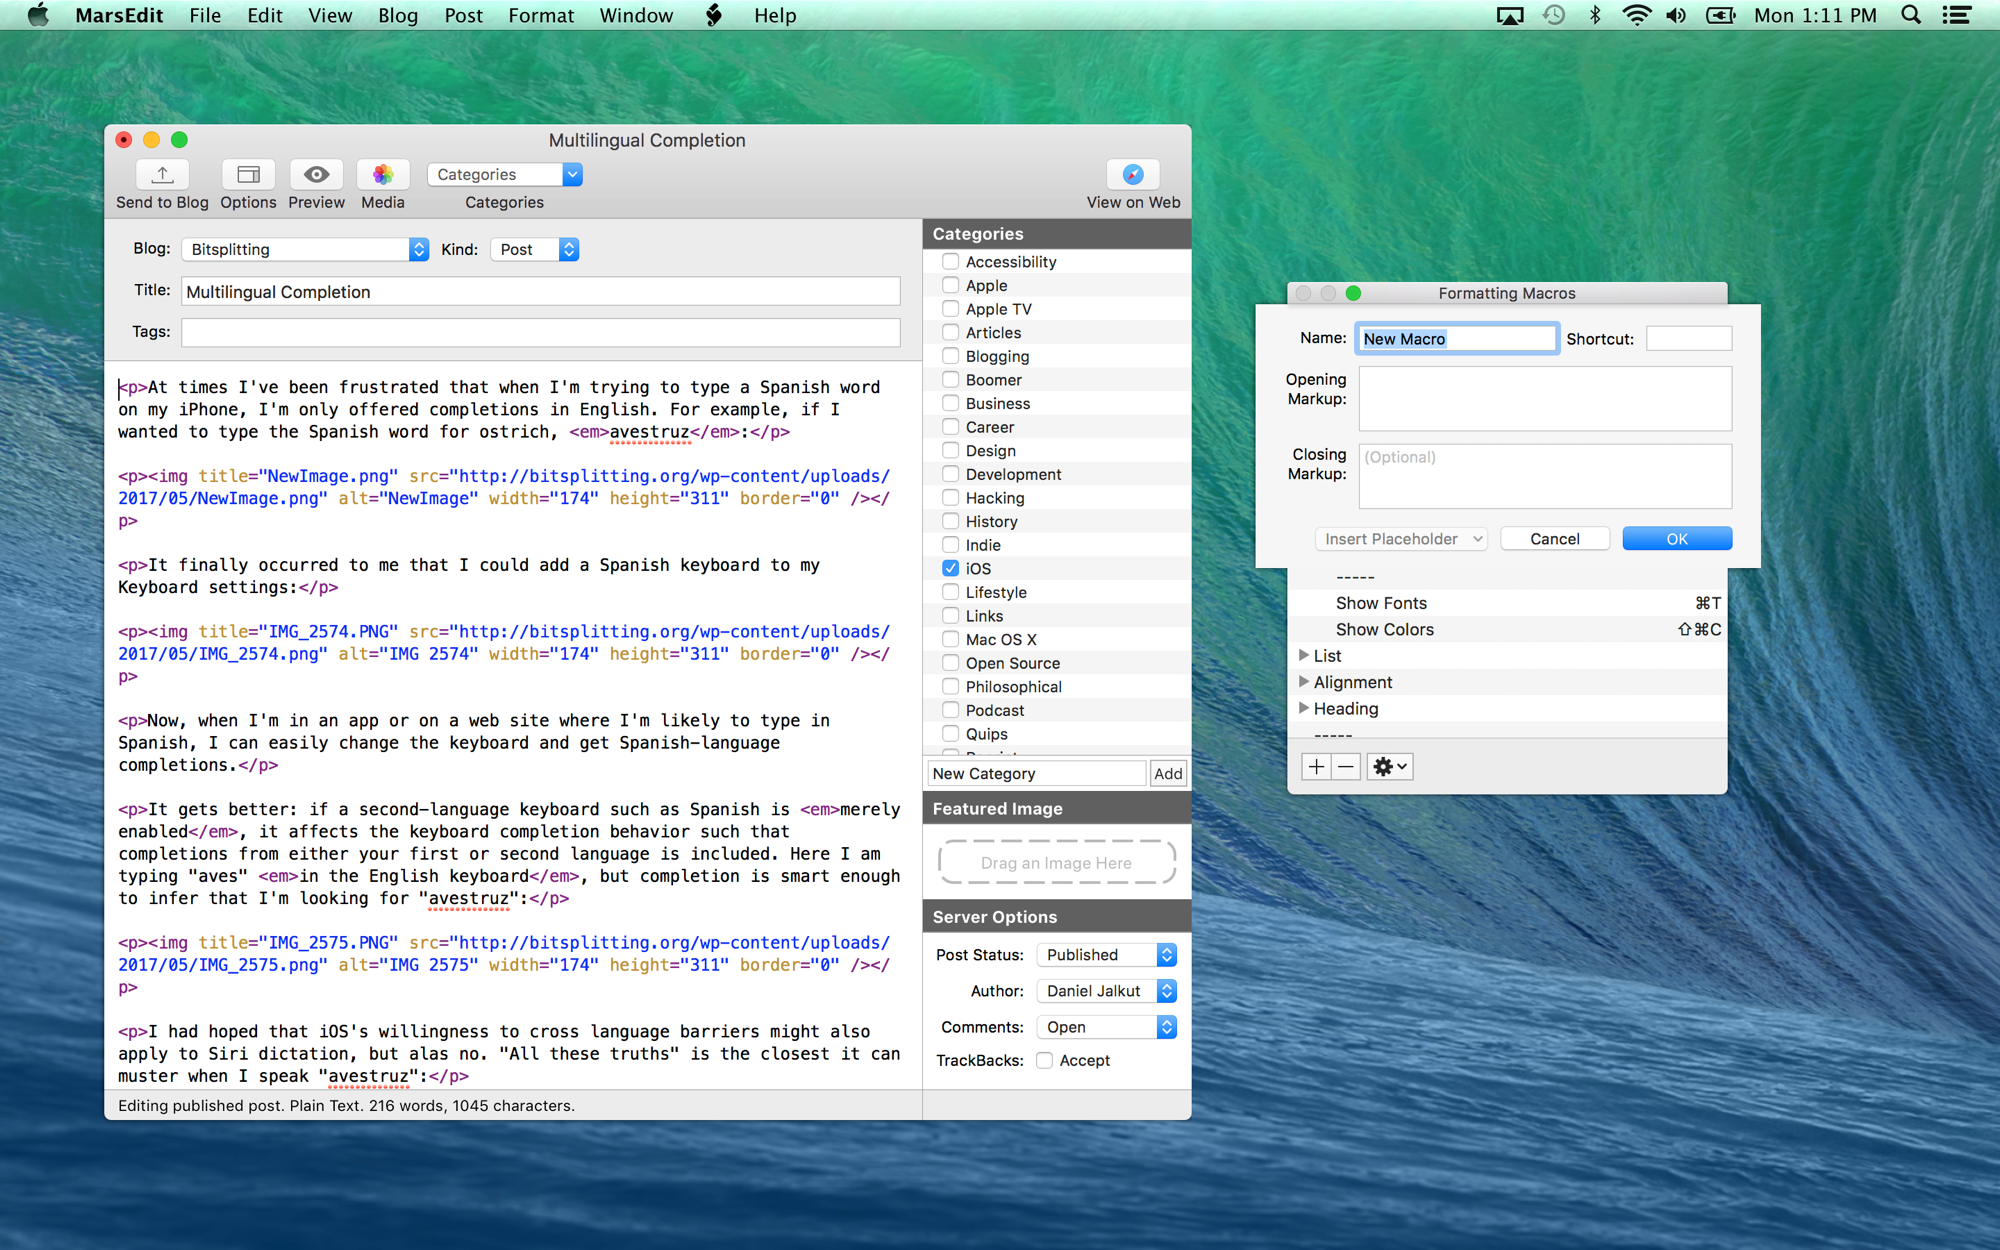 MarsEdit File Edit View Blog Post Format Window Help Mon 1:11 PM
Multilingual Completion
Send to Blog Options Preview Media Categories View on Web
Categories
Blog: Bitsplitting Kind: Post
Title: Multilingual Completion
Tags:
<p>At times I've been frustrated that when I'm trying to type a Spanish word
on my iPhone, I'm only offered completions in English. For example, if I
wanted to type the Spanish word for ostrich, <em>avestruz</em>:</p>
<p><img title="NewImage.png" src="http://bitsplitting.org/wp-content/uploads/
2017/05/NewImage.png" alt="NewImage" width="174" height="311" border="0" /></
p>
<p>It finally occurred to me that I could add a Spanish keyboard to my
Keyboard settings:</p>
<p><img title="IMG_2574.PNG" src="http://bitsplitting.org/wp-content/uploads/
2017/05/IMG_2574.png" alt="IMG 2574" width="174" height="311" border="0" /></
p>
<p>Now, when I'm in an app or on a web site where I'm likely to type in
Spanish, I can easily change the keyboard and get Spanish-language
completions.</p>
<p>It gets better: if a second-language keyboard such as Spanish is <em>merely
enabled</em>, it affects the keyboard completion behavior such that
completions from either your first or second language is included. Here I am
typing "aves" <em>in the English keyboard</em>, but completion is smart enough
to infer that I'm looking for "avestruz":</p>
<p><img title="IMG_2575.PNG" src="http://bitsplitting.org/wp-content/uploads/
2017/05/IMG_2575.png" alt="IMG 2575" width="174" height="311" border="0" /></
p>
<p>I had hoped that iOS's willingness to cross language barriers might also
apply to Siri dictation, but alas no. "All these truths" is the closest it can
muster when I speak "avestruz":</p>
Editing published post. Plain Text. 216 words, 1045 characters.
Categories
Accessibility
Apple
Apple TV
Articles
Blogging
Boomer
Business
Career
Design
Development
Hacking
History
Indie
iOS
Lifestyle
Links
Mac OS X
Open Source
Philosophical
Podcast
Quips
New Category Add
Featured Image
Drag an Image Here
Server Options
Post Status: Published
Author: Daniel Jalkut
Comments: Open
TrackBacks: Accept
Formatting Macros
Name: New Macro Shortcut:
Opening
Markup:
Closing
Markup:
(Optional)
Insert Placeholder Cancel OK
-----
Show Fonts ⌘T
Show Colors ⇧⌘C
List
Alignment
Heading
-----